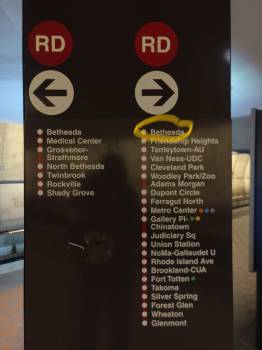 RD
Bethesda
Medical Center
Grosvenor-
Strathmore
North Bethesda
Twinbrook
Rockville
Shady Grove
RD
Bethesda
Friendship Heights
Tenleytown-AU
Van Ness-UDC
Cleveland Park
Woodley Park/Zoo
Adams Morgan
Dupont Circle
Farragut North
Metro Center
Gallery Pl-
Chinatown
Judiciary Sq
Union Station
NoMa-Gallaudet U
Rhode Island Ave
Brookland-CUA
Fort Totten
Takoma
Silver Spring
Forest Glen
Wheaton
Glenmont